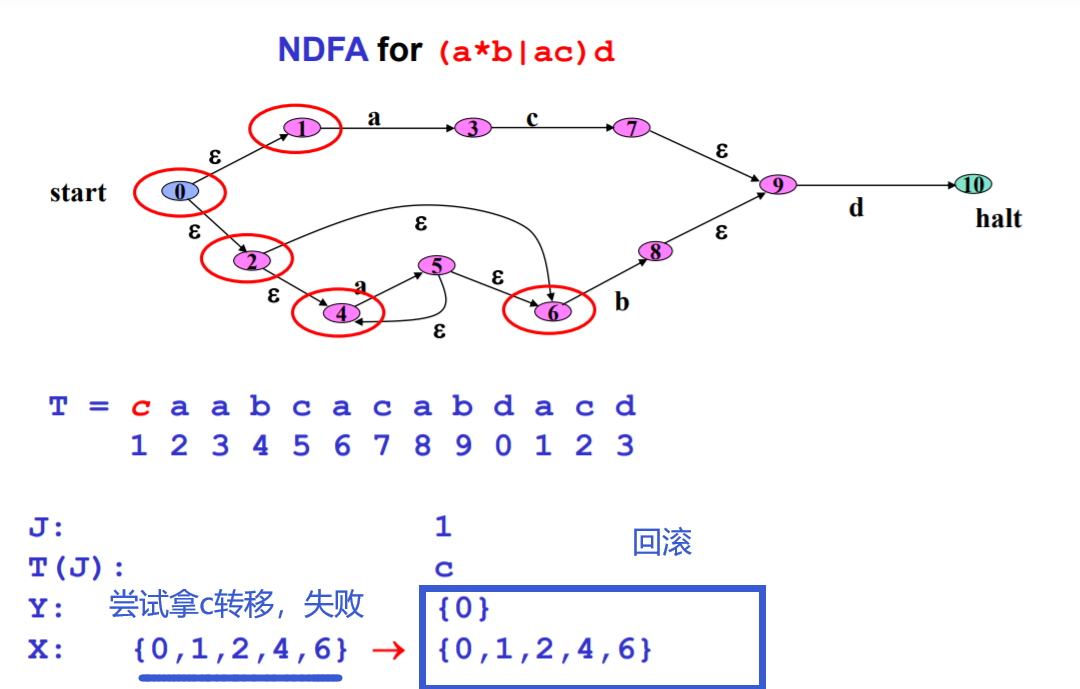 NDFA for (a*b|ac)d
1 a 3 c 7
ε ε
start 0 9 10
ε ε d halt
2 5 ε 8 ε
ε a 4 6 b
ε
T = c a a b c a c a b d a c d
1 2 3 4 5 6 7 8 9 0 1 2 3
J: 1
回滚
T(J): c
Y: 尝试拿c转移，失败 {0}
X: {0,1,2,4,6} → {0,1,2,4,6}